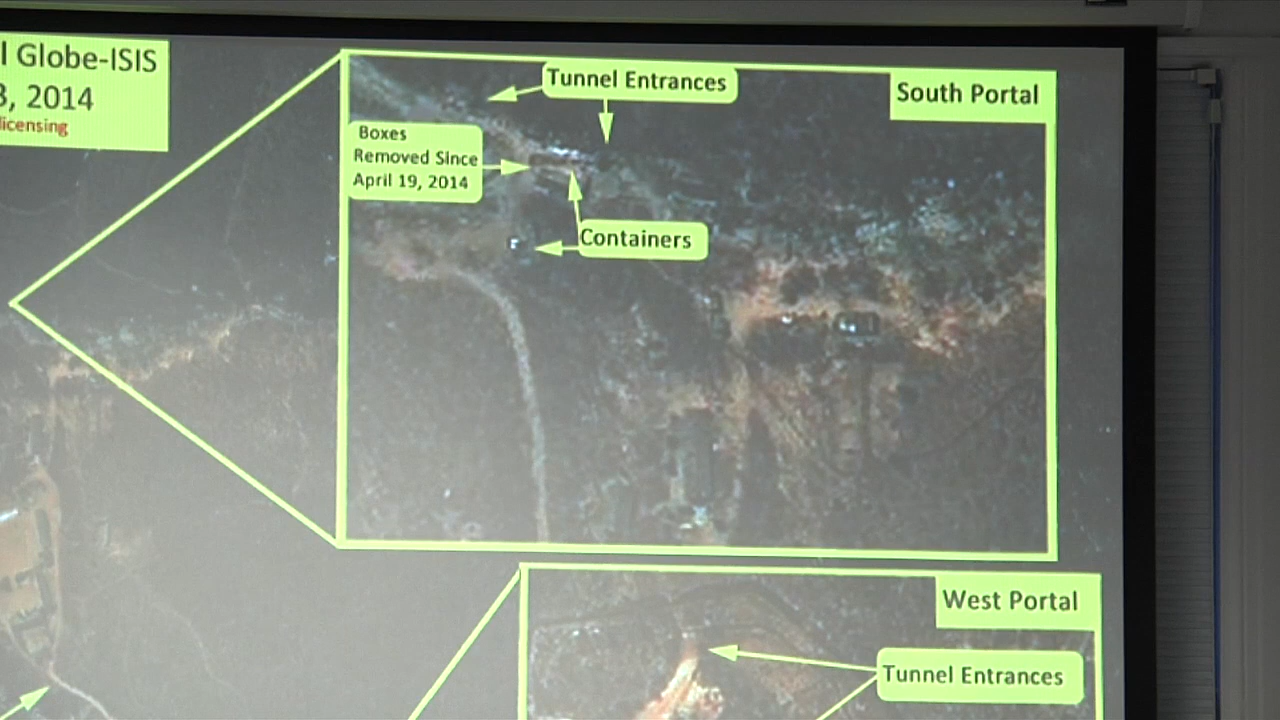 l Globe-ISIS
3, 2014
licensing
Tunnel Entrances
South Portal
Boxes
Removed Since
April 19, 2014
Containers
West Portal
Tunnel Entrances